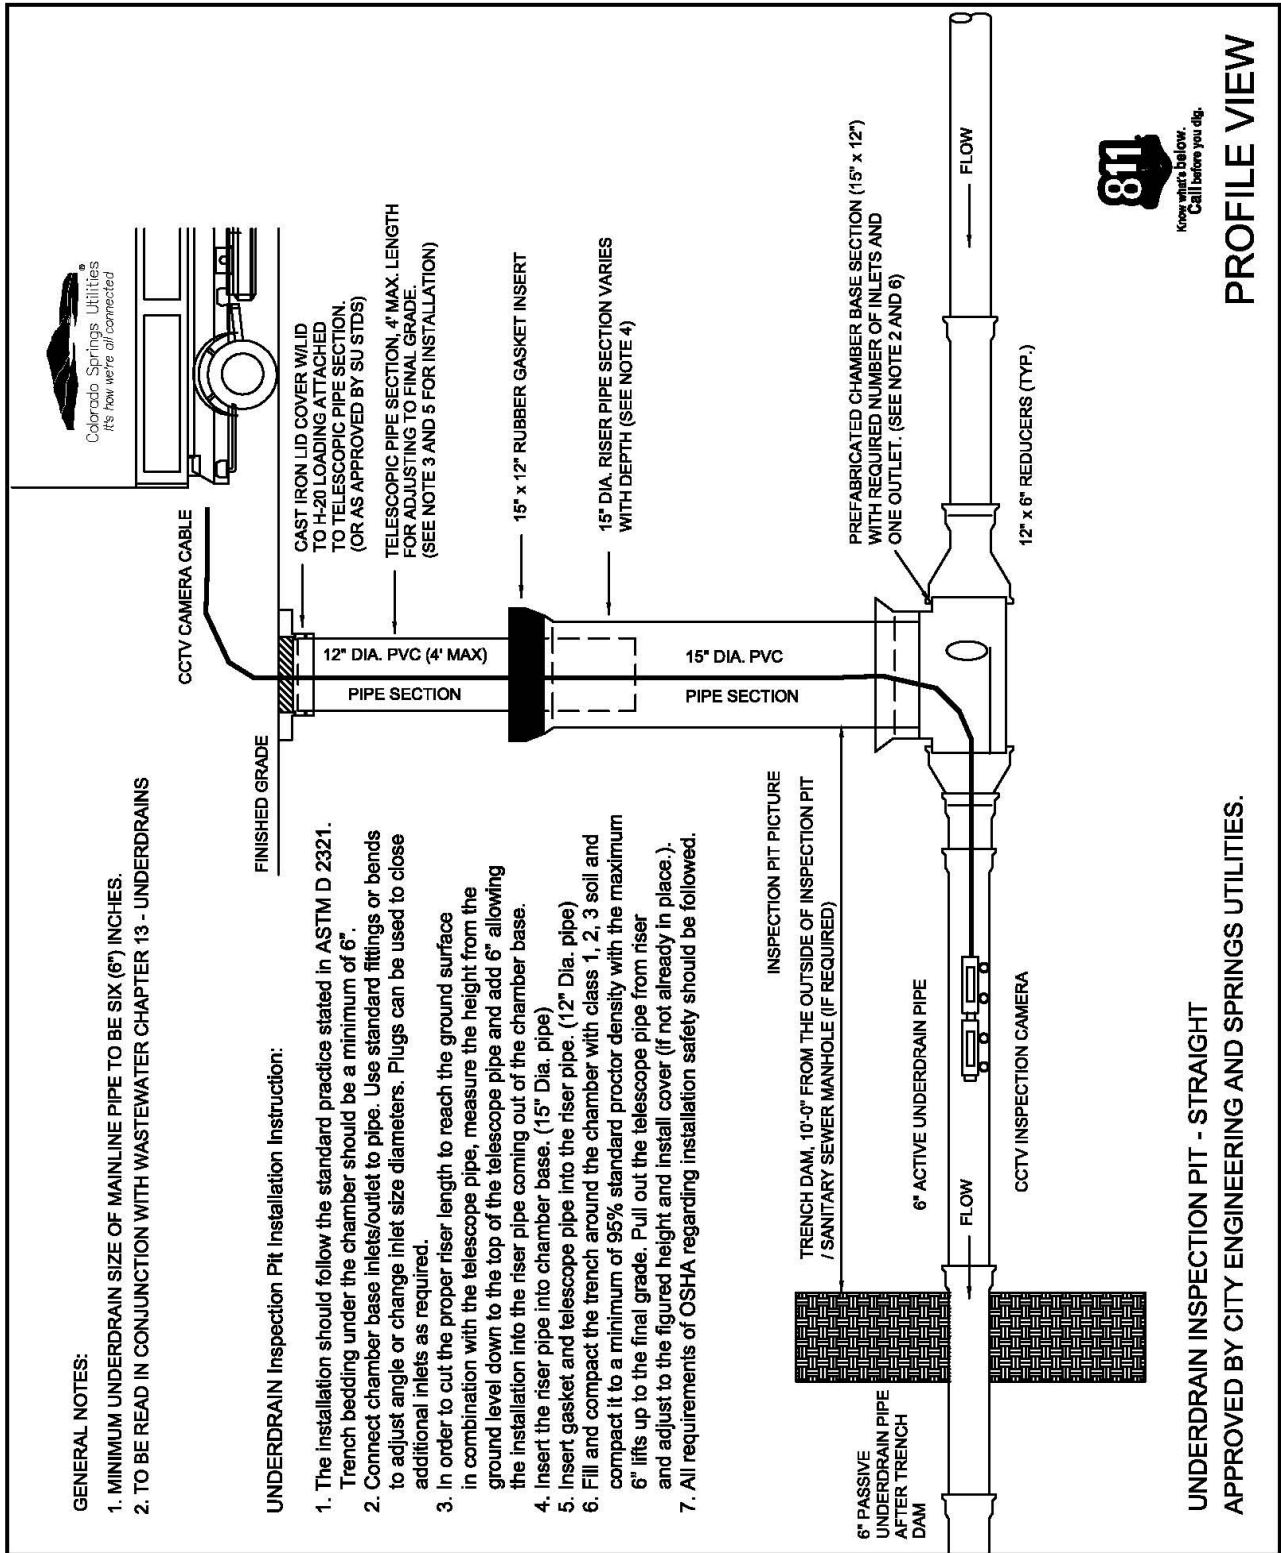 GENERAL NOTES:
1. MINIMUM UNDERDRAIN SIZE OF MAINLINE PIPE TO BE SIX (6") INCHES.
2. TO BE READ IN CONJUNCTION WITH WASTEWATER CHAPTER 13 - UNDERDRAINS
UNDERDRAIN Inspection Pit Installation Instruction:
1. The installation should follow the standard practice stated in ASTM D 2321.
Trench bedding under the chamber should be a minimum of 6".
2. Connect chamber base inlets/outlet to pipe. Use standard fittings or bends
to adjust angle or change inlet size diameters. Plugs can be used to close
additional inlets as required.
3. In order to cut the proper riser length to reach the ground surface
in combination with the telescope pipe, measure the height from the
ground level down to the top of the telescope pipe and add 6" allowing
the installation into the riser pipe coming out of the chamber base.
4. Insert the riser pipe into chamber base. (15" Dia. pipe)
5. Insert gasket and telescope pipe into the riser pipe. (12" Dia. pipe)
6. Fill and compact the trench around the chamber with class 1, 2, 3 soil and
compact it to a minimum of 95% standard proctor density with the maximum
6" lifts up to the final grade. Pull out the telescope pipe from riser
and adjust to the figured height and install cover (if not already in place.).
7. All requirements of OSHA regarding installation safety should be followed.
Colorado Springs Utilities®
It's how we're all connected
CCTV CAMERA CABLE
FINISHED GRADE
CAST IRON LID COVER W/LID
TO H-20 LOADING ATTACHED
TO TELESCOPIC PIPE SECTION.
(OR AS APPROVED BY SU STDS)
12" DIA. PVC (4' MAX)
PIPE SECTION
TELESCOPIC PIPE SECTION, 4' MAX. LENGTH
FOR ADJUSTING TO FINAL GRADE.
(SEE NOTE 3 AND 5 FOR INSTALLATION)
15" x 12" RUBBER GASKET INSERT
15" DIA. RISER PIPE SECTION VARIES
WITH DEPTH (SEE NOTE 4)
15" DIA. PVC
PIPE SECTION
INSPECTION PIT PICTURE
TRENCH DAM, 10'-0" FROM THE OUTSIDE OF INSPECTION PIT
/ SANITARY SEWER MANHOLE (IF REQUIRED)
PREFABRICATED CHAMBER BASE SECTION (15" x 12")
WITH REQUIRED NUMBER OF INLETS AND
ONE OUTLET. (SEE NOTE 2 AND 6)
6" PASSIVE
UNDERDRAIN PIPE
AFTER TRENCH
DAM
6" ACTIVE UNDERDRAIN PIPE
FLOW
FLOW
CCTV INSPECTION CAMERA
12" x 6" REDUCERS (TYP.)
811
Know what's below.
Call before you dig.
UNDERDRAIN INSPECTION PIT - STRAIGHT
APPROVED BY CITY ENGINEERING AND SPRINGS UTILITIES.
PROFILE VIEW